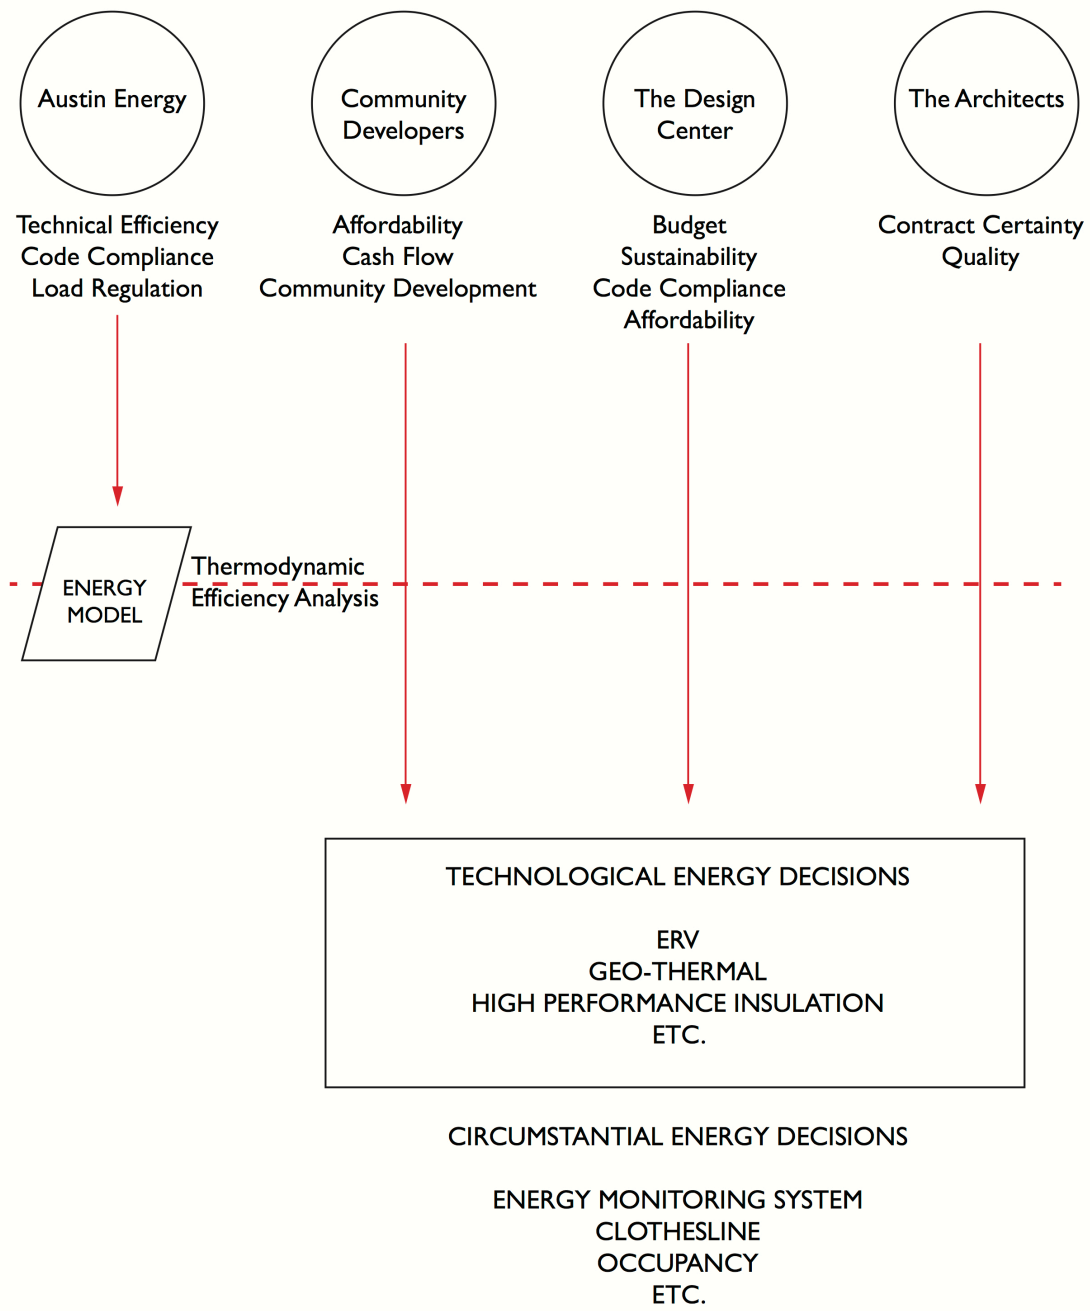 Austin Energy
Community
Developers
The Design
Center
The Architects
Technical Efficiency
Code Compliance
Load Regulation
Affordability
Cash Flow
Community Development
Budget
Sustainability
Code Compliance
Affordability
Contract Certainty
Quality
ENERGY
MODEL
Thermodynamic
Efficiency Analysis
TECHNOLOGICAL ENERGY DECISIONS
ERV
GEO-THERMAL
HIGH PERFORMANCE INSULATION
ETC.
CIRCUMSTANTIAL ENERGY DECISIONS
ENERGY MONITORING SYSTEM
CLOTHESLINE
OCCUPANCY
ETC.